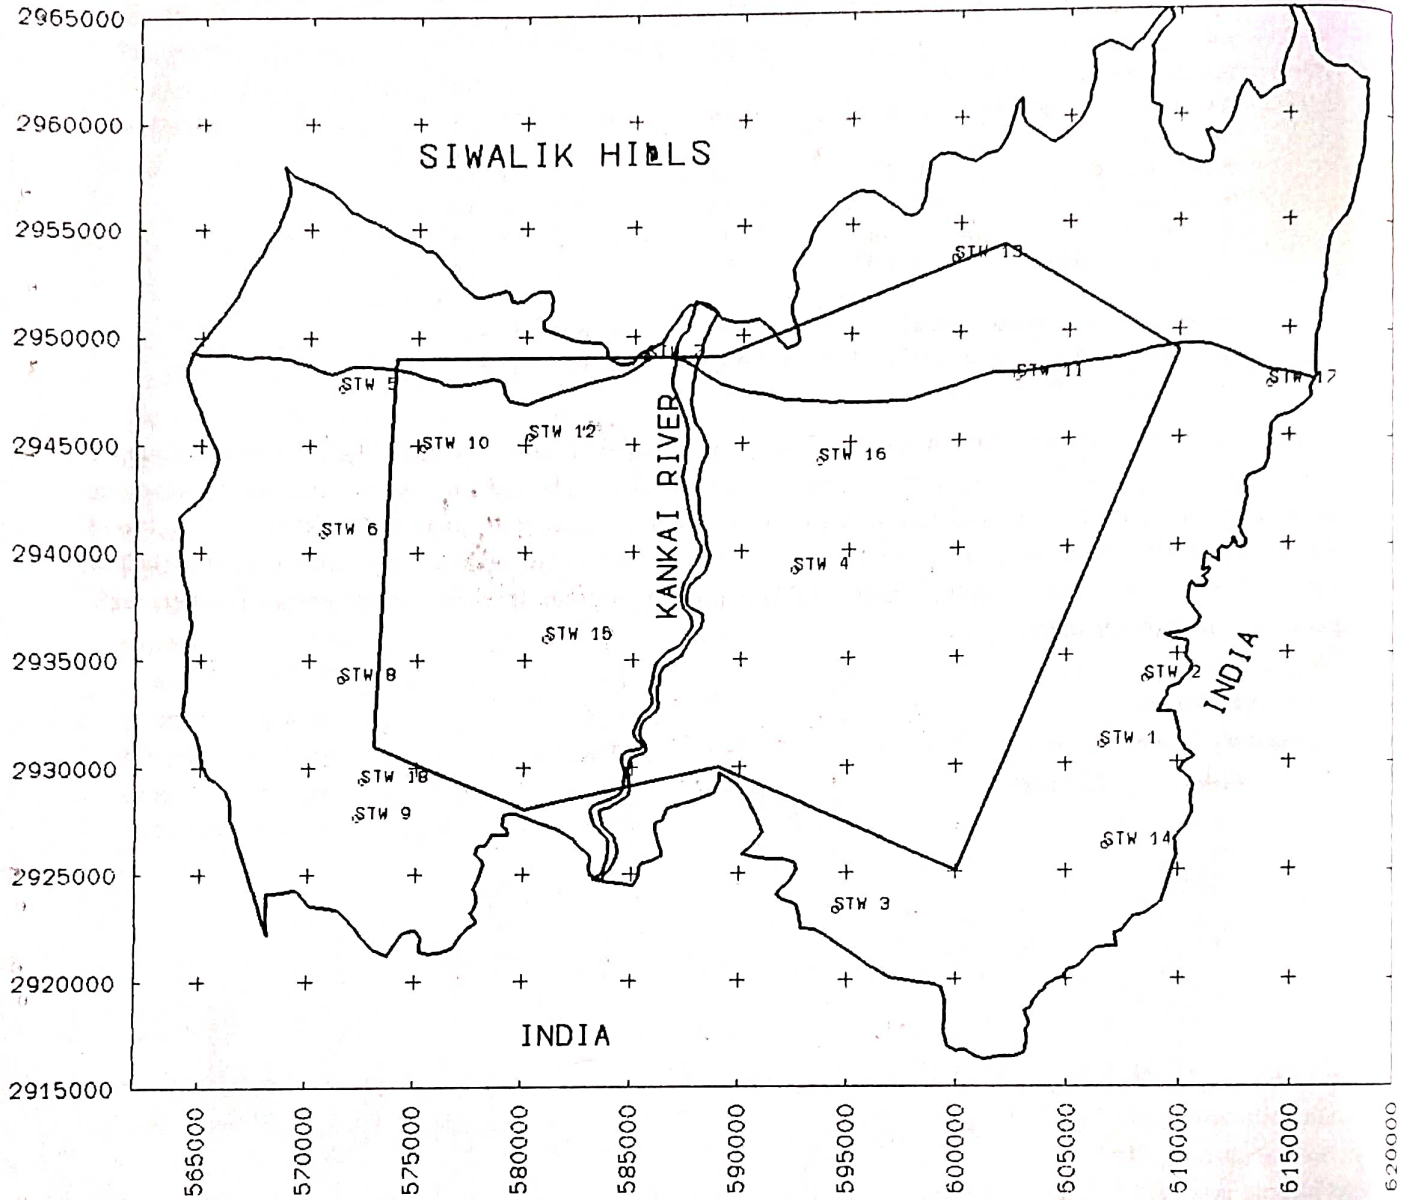 2965000
2960000
SIWALIK HILLS
2955000
STW 13
2950000
STW 7
STW 5
STW 11
STW 17
2945000
STW 10
STW 12
STW 16
KANKAI RIVER
STW 6
2940000
STW 4
STW 15
2935000
STW 8
STW 2
INDIA
STW 1
2930000
STW 18
STW 9
STW 14
2925000
STW 3
2920000
INDIA
2915000
565000
570000
575000
580000
585000
590000
595000
600000
605000
610000
615000
620000